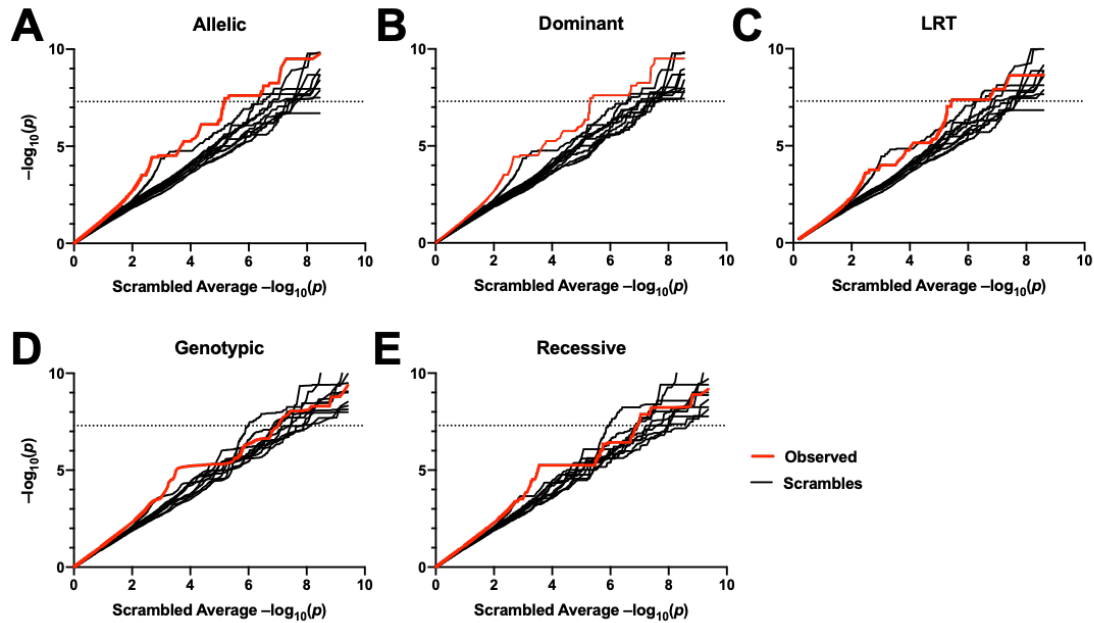 A
Allelic
B
Dominant
C
LRT
10
5
0
–log10(p)
0 2 4 6 8 10
Scrambled Average –log10(p)
10
5
0
0 2 4 6 8 10
Scrambled Average –log10(p)
10
5
0
0 2 4 6 8 10
Scrambled Average –log10(p)
D
Genotypic
E
Recessive
10
5
0
–log10(p)
0 2 4 6 8 10
Scrambled Average –log10(p)
10
5
0
0 2 4 6 8 10
Scrambled Average –log10(p)
Observed
Scrambles